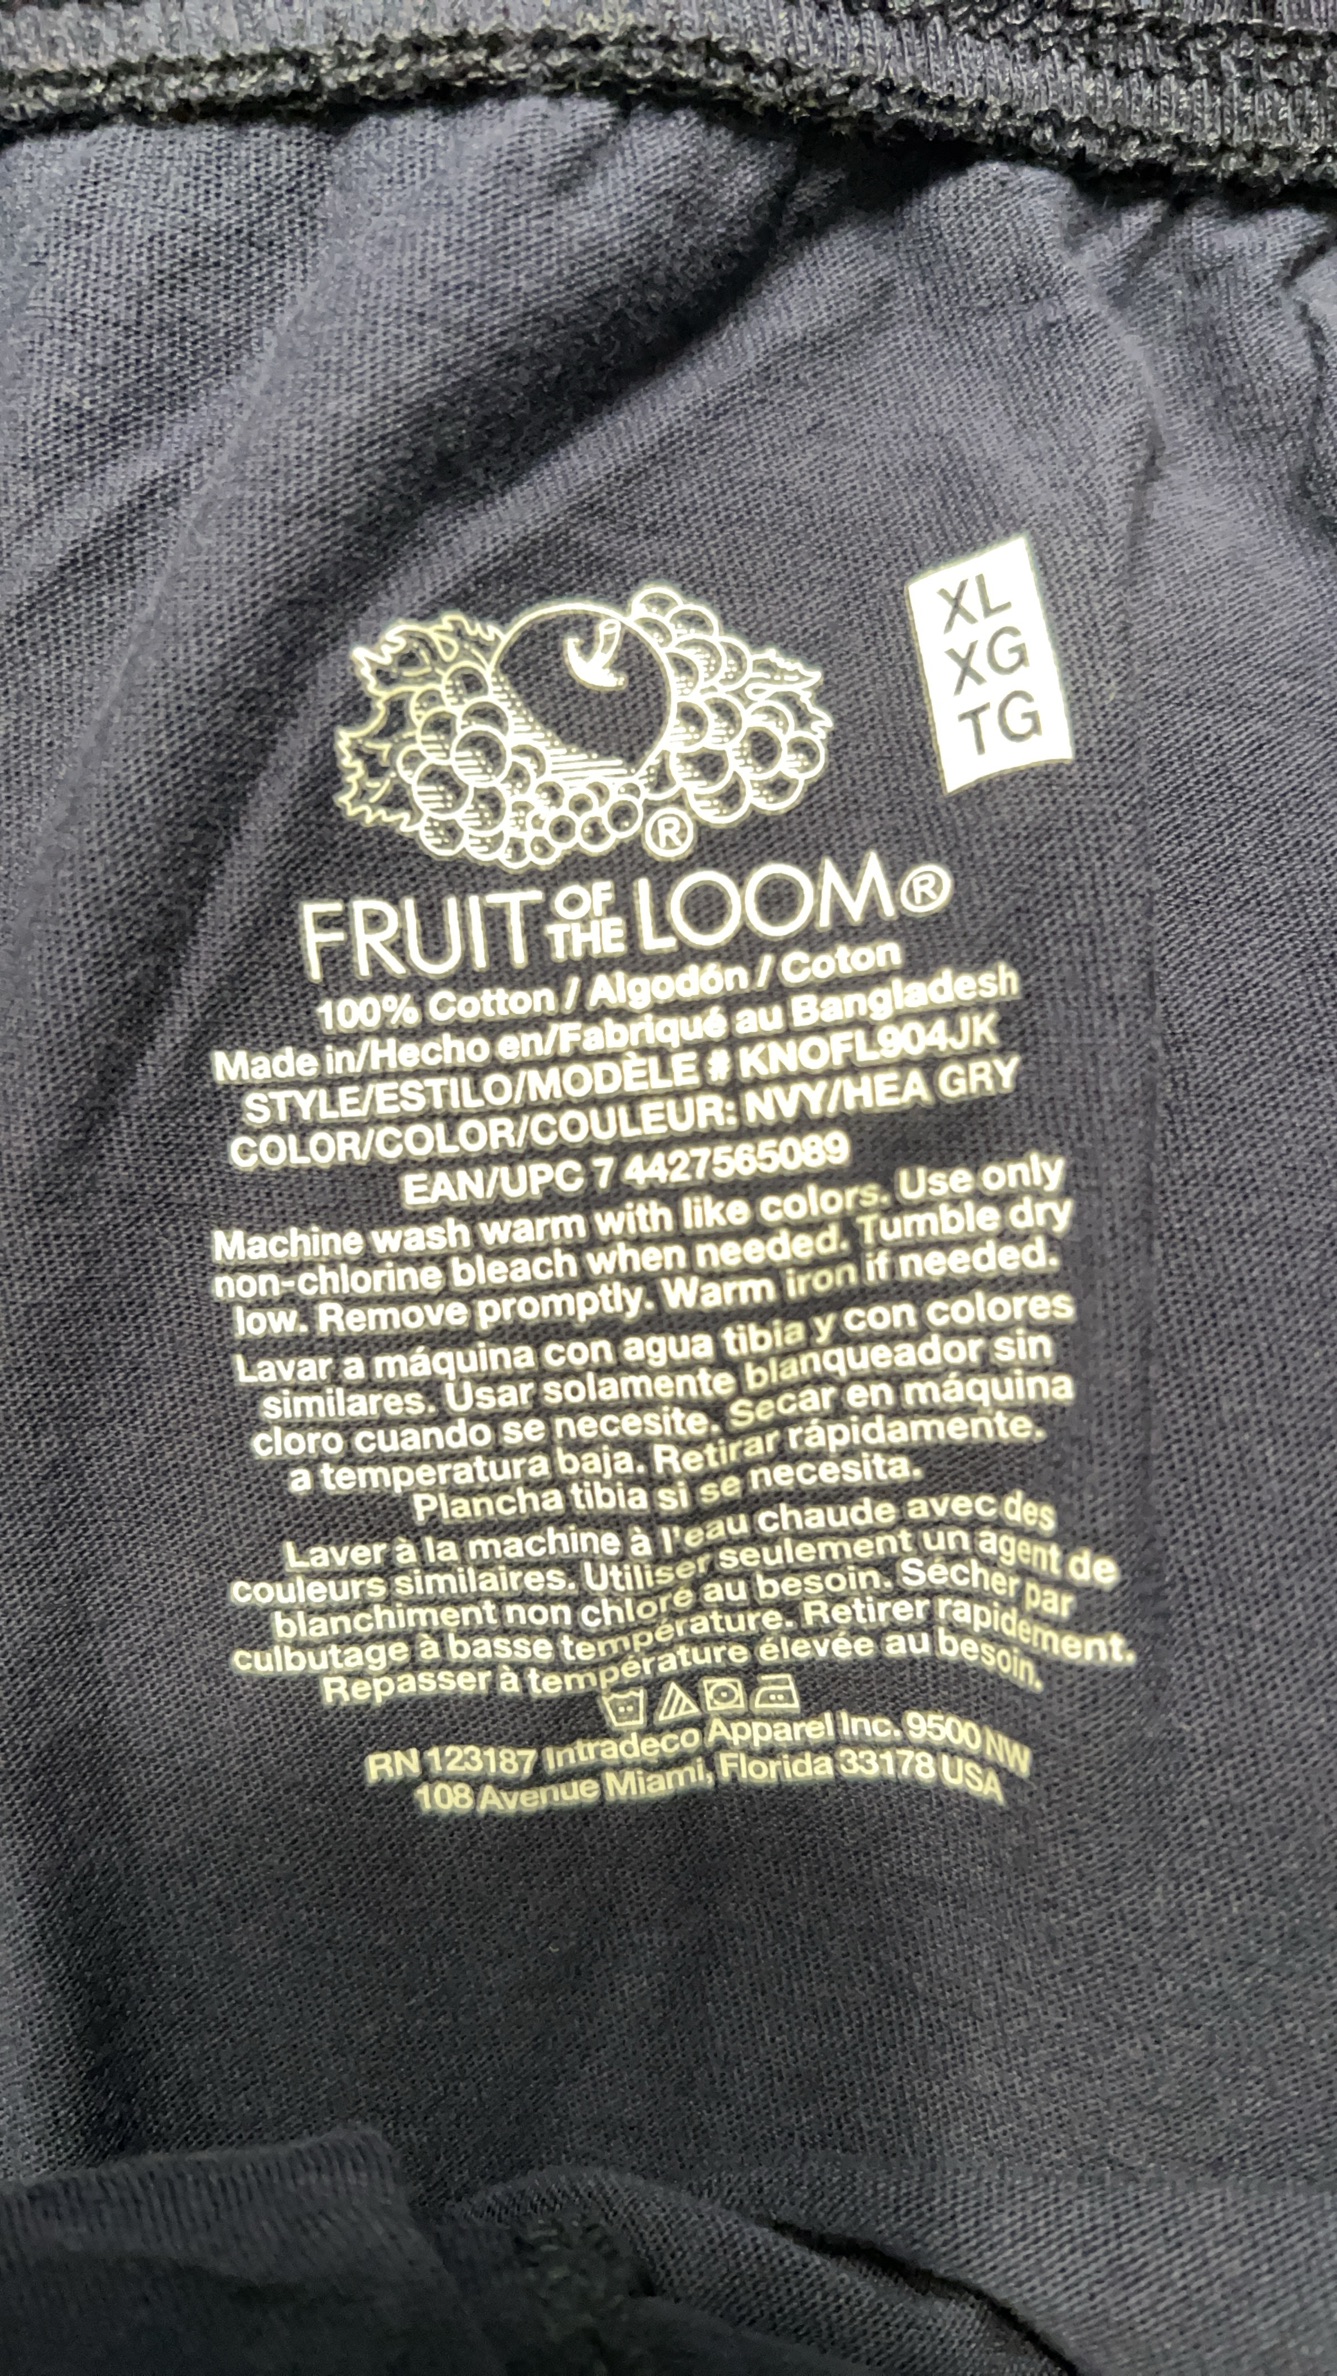 XL
XG
TG
®
FRUIT OF THE LOOM®
100% Cotton / Algodón / Coton
Made in/Hecho en/Fabriqué au Bangladesh
STYLE/ESTILO/MODÈLE # KNOFL904JK
COLOR/COLOR/COULEUR: NVY/HEA GRY
EAN/UPC 7 4427565089
Machine wash warm with like colors. Use only
non-chlorine bleach when needed. Tumble dry
low. Remove promptly. Warm iron if needed.
Lavar a máquina con agua tibia y con colores
similares. Usar solamente blanqueador sin
cloro cuando se necesite. Secar en máquina
a temperatura baja. Retirar rápidamente.
Plancha tibia si se necesita.
Laver à la machine à l'eau chaude avec des
couleurs similaires. Utiliser seulement un agent de
blanchiment non chloré au besoin. Sécher par
culbutage à basse température. Retirer rapidement.
Repasser à température élevée au besoin.
RN 123187 Intradeco Apparel Inc. 9500 NW
108 Avenue Miami, Florida 33178 USA